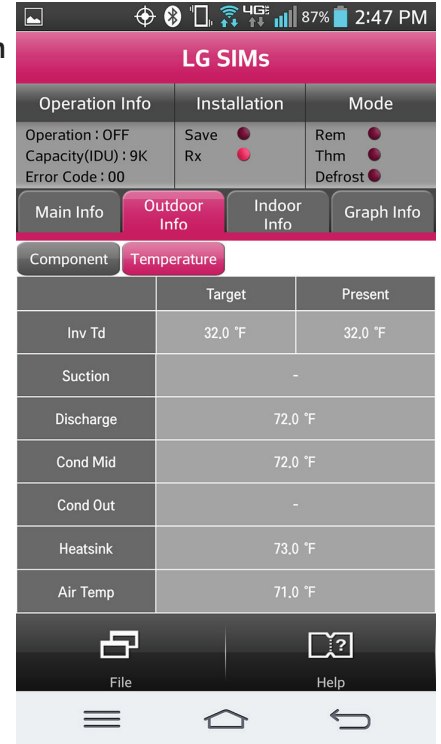 n
4G 87% 2:47 PM
LG SIMs
Operation Info Installation Mode
Operation : OFF Save Rem
Capacity(IDU) : 9K Rx Thm
Error Code : 00 Defrost
Main Info Outdoor Info Indoor Info Graph Info
Component Temperature
Target Present
Inv Td 32.0 °F 32.0 °F
Suction -
Discharge 72.0 °F
Cond Mid 72.0 °F
Cond Out -
Heatsink 73.0 °F
Air Temp 71.0 °F
?
File Help